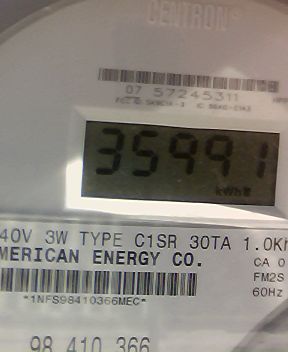 CENTRON®
07 57245311
35991
kWh
40V 3W TYPE C1SR 30TA 1.0Kh
MERICAN ENERGY CO.
CA 0
FM2S
60Hz
*1NFS98410366MEC*
98 410 366